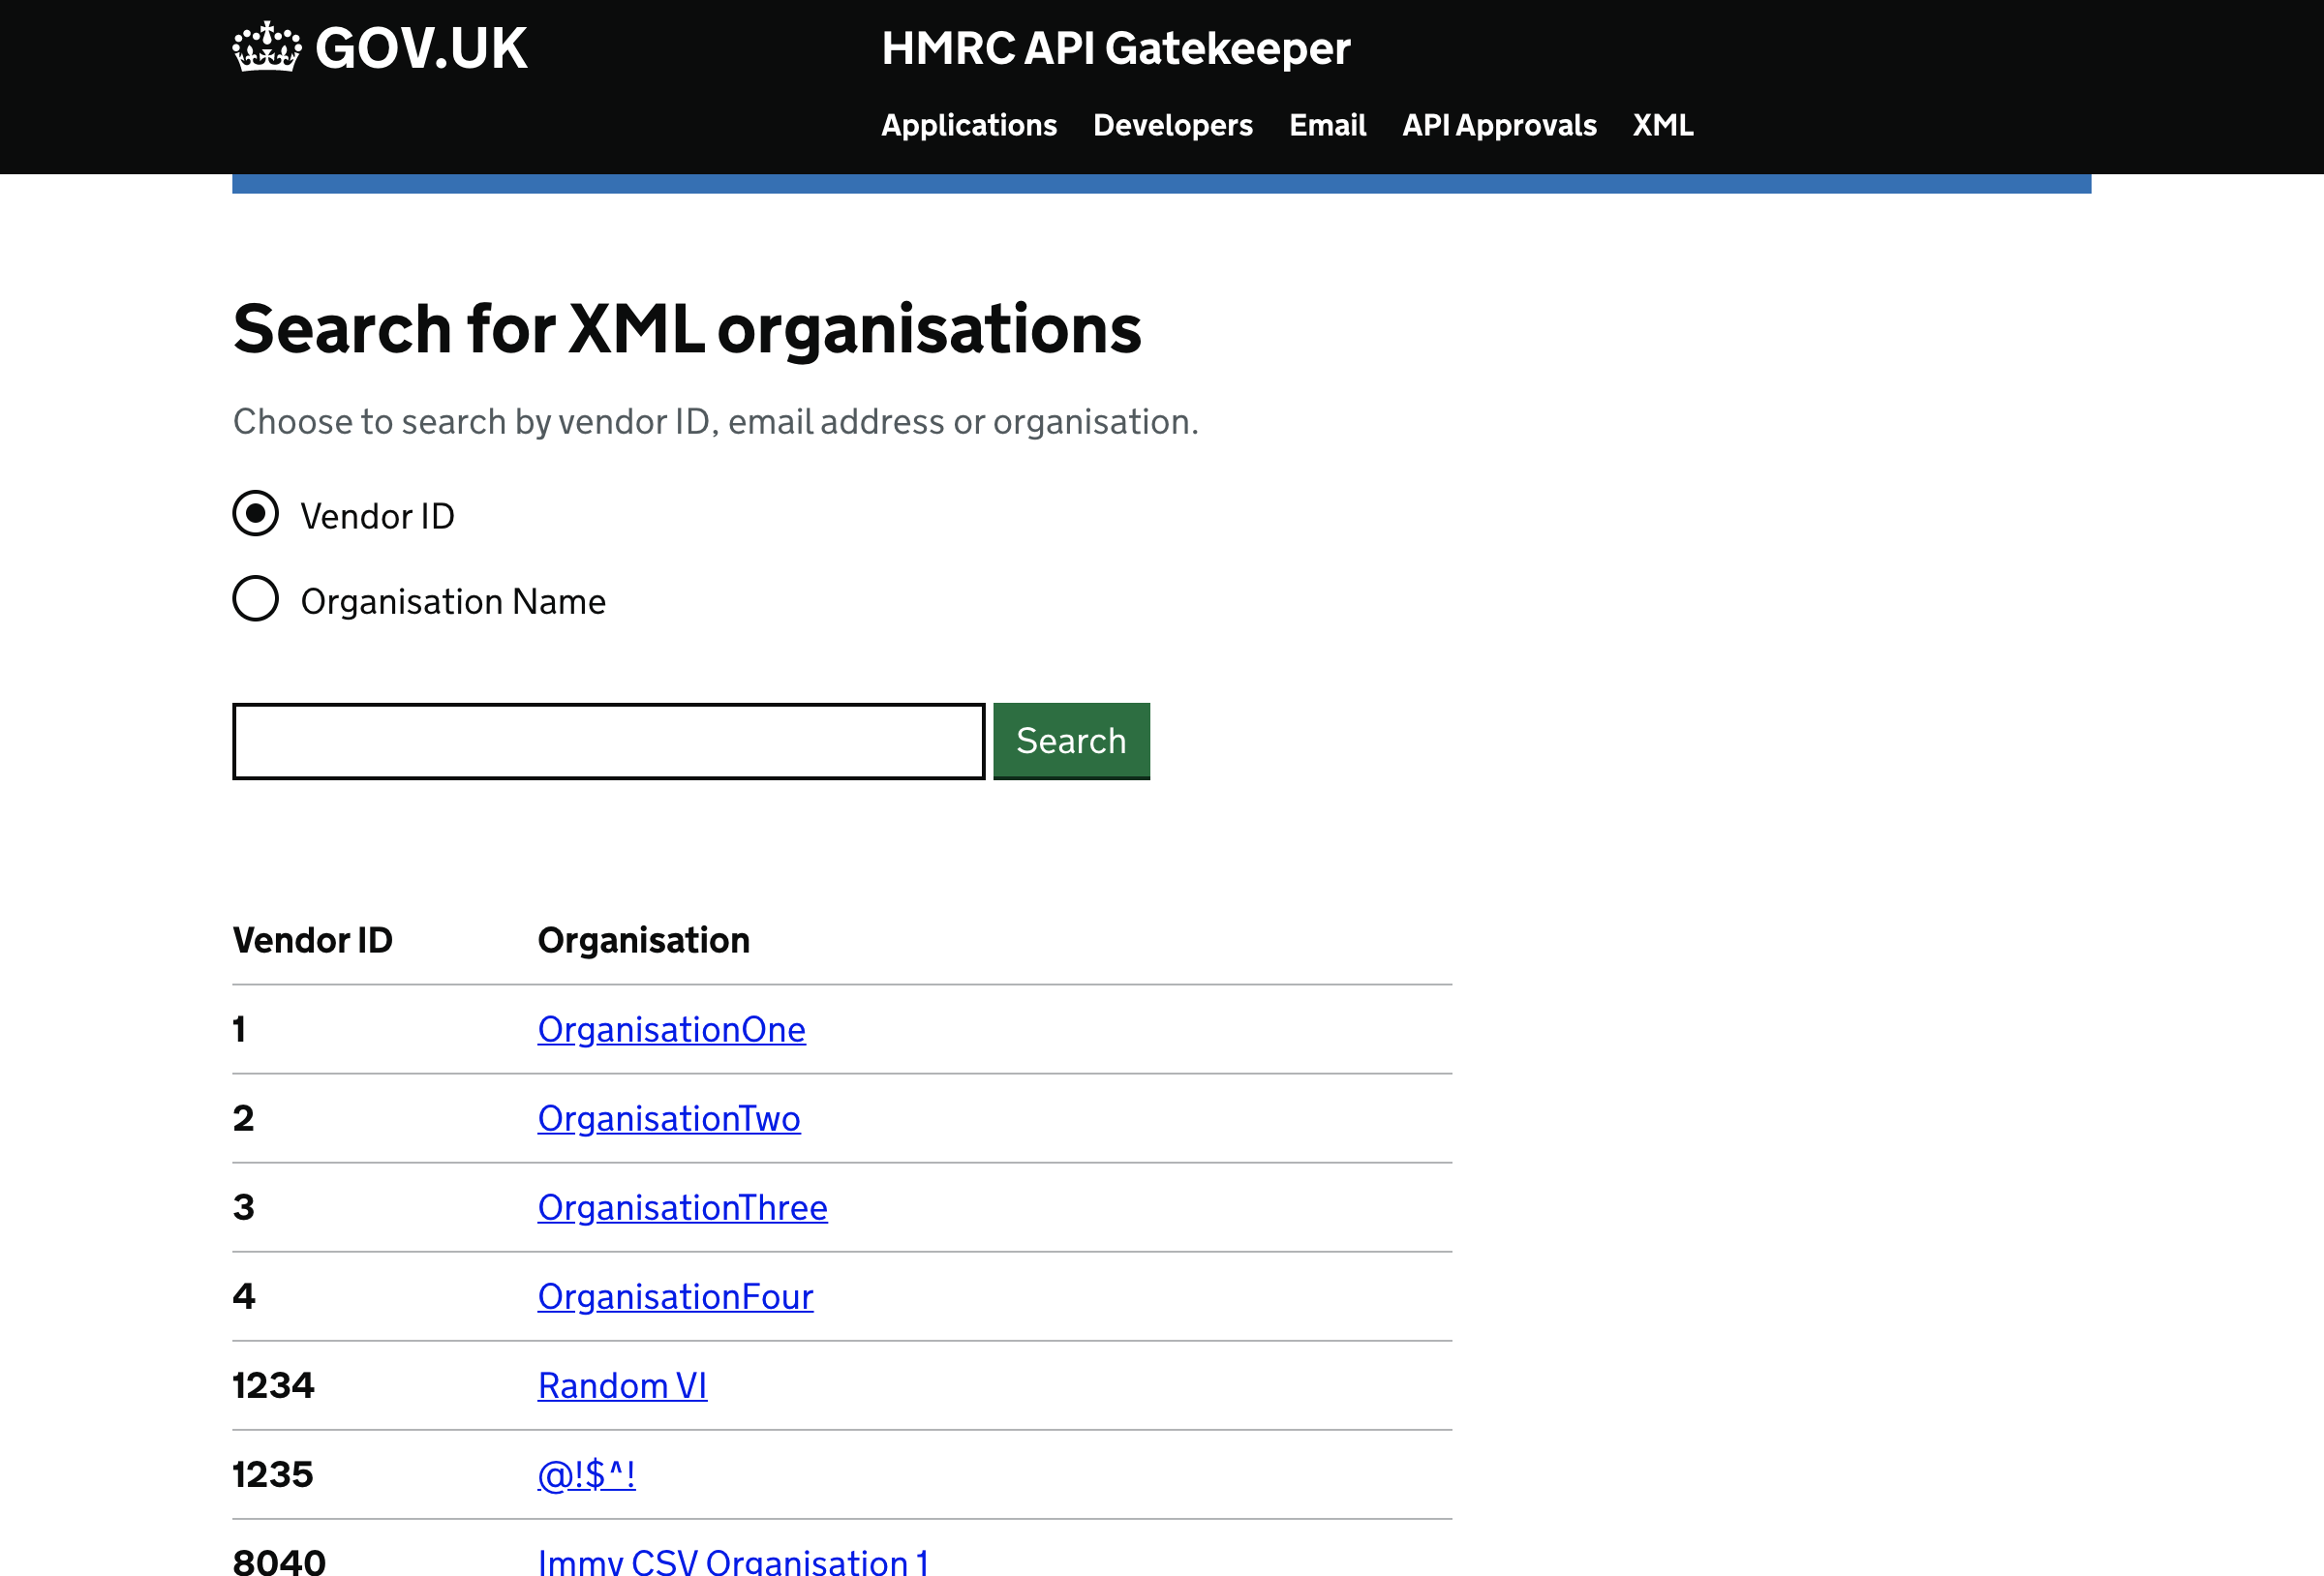 GOV.UK
HMRC API Gatekeeper
Applications Developers Email API Approvals XML
Search for XML organisations
Choose to search by vendor ID, email address or organisation.
Vendor ID
Organisation Name
Search
Vendor ID Organisation
1 OrganisationOne
2 OrganisationTwo
3 OrganisationThree
4 OrganisationFour
1234 Random VI
1235 @!$^!
8040 Immy CSV Organisation 1